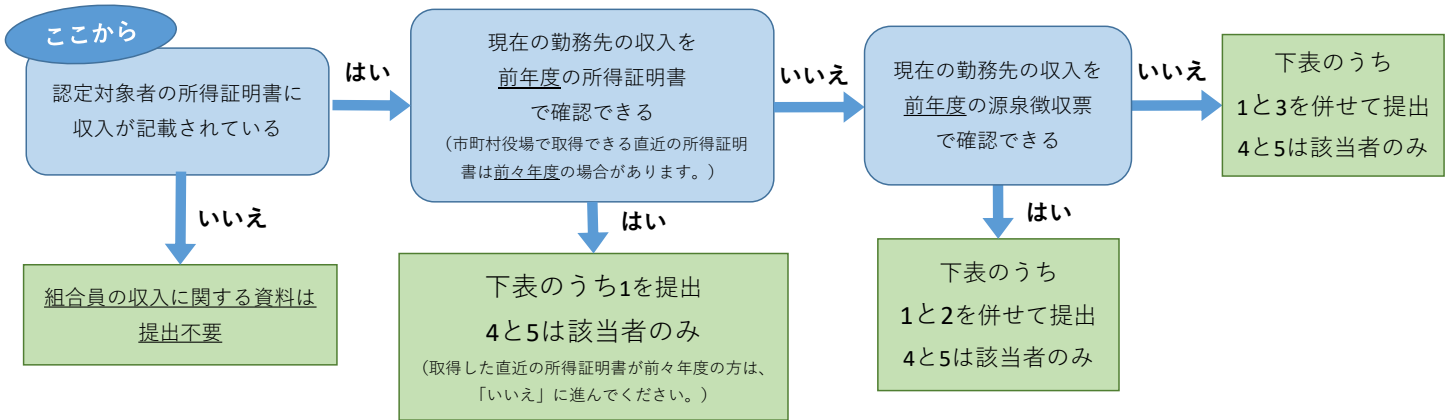 ここから
認定対象者の所得証明書に
収入が記載されている
はい
いいえ
組合員の収入に関する資料は
提出不要
現在の勤務先の収入を
前年度の所得証明書
で確認できる
（市町村役場で取得できる直近の所得証明
書は前々年度の場合があります。）
いいえ
はい
下表のうち1を提出
4と5は該当者のみ
（取得した直近の所得証明書が前々年度の方は、
「いいえ」に進んでください。）
現在の勤務先の収入を
前年度の源泉徴収票
で確認できる
いいえ
はい
下表のうち
1と2を併せて提出
4と5は該当者のみ
下表のうち
1と3を併せて提出
4と5は該当者のみ